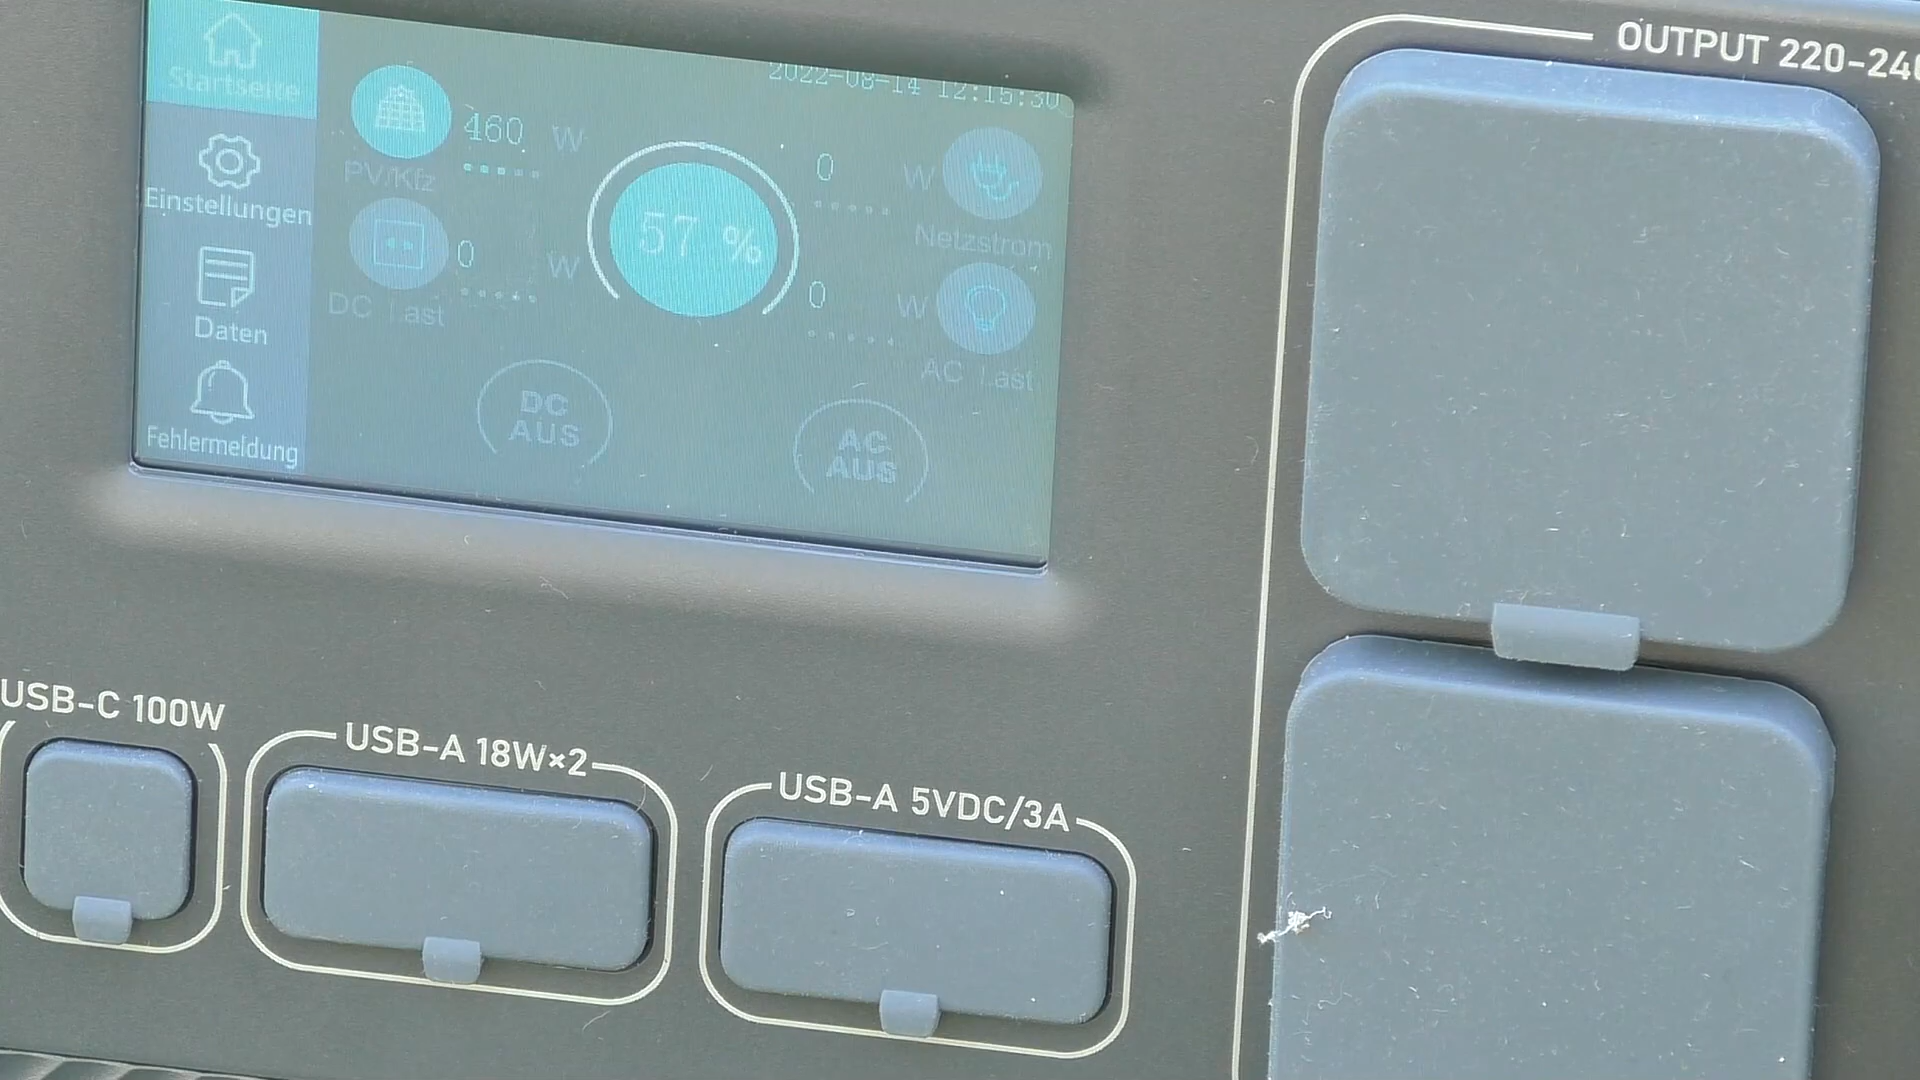 Startseite
Einstellungen
Daten
Fehlermeldung
2022-08-14 12:15:30
460 W
PV/Kfz
0 W
DC Last
57 %
0 W
Netzstrom
0 W
AC Last
DC
AUS
AC
AUS
OUTPUT 220-240
USB-C 100W
USB-A 18W×2
USB-A 5VDC/3A